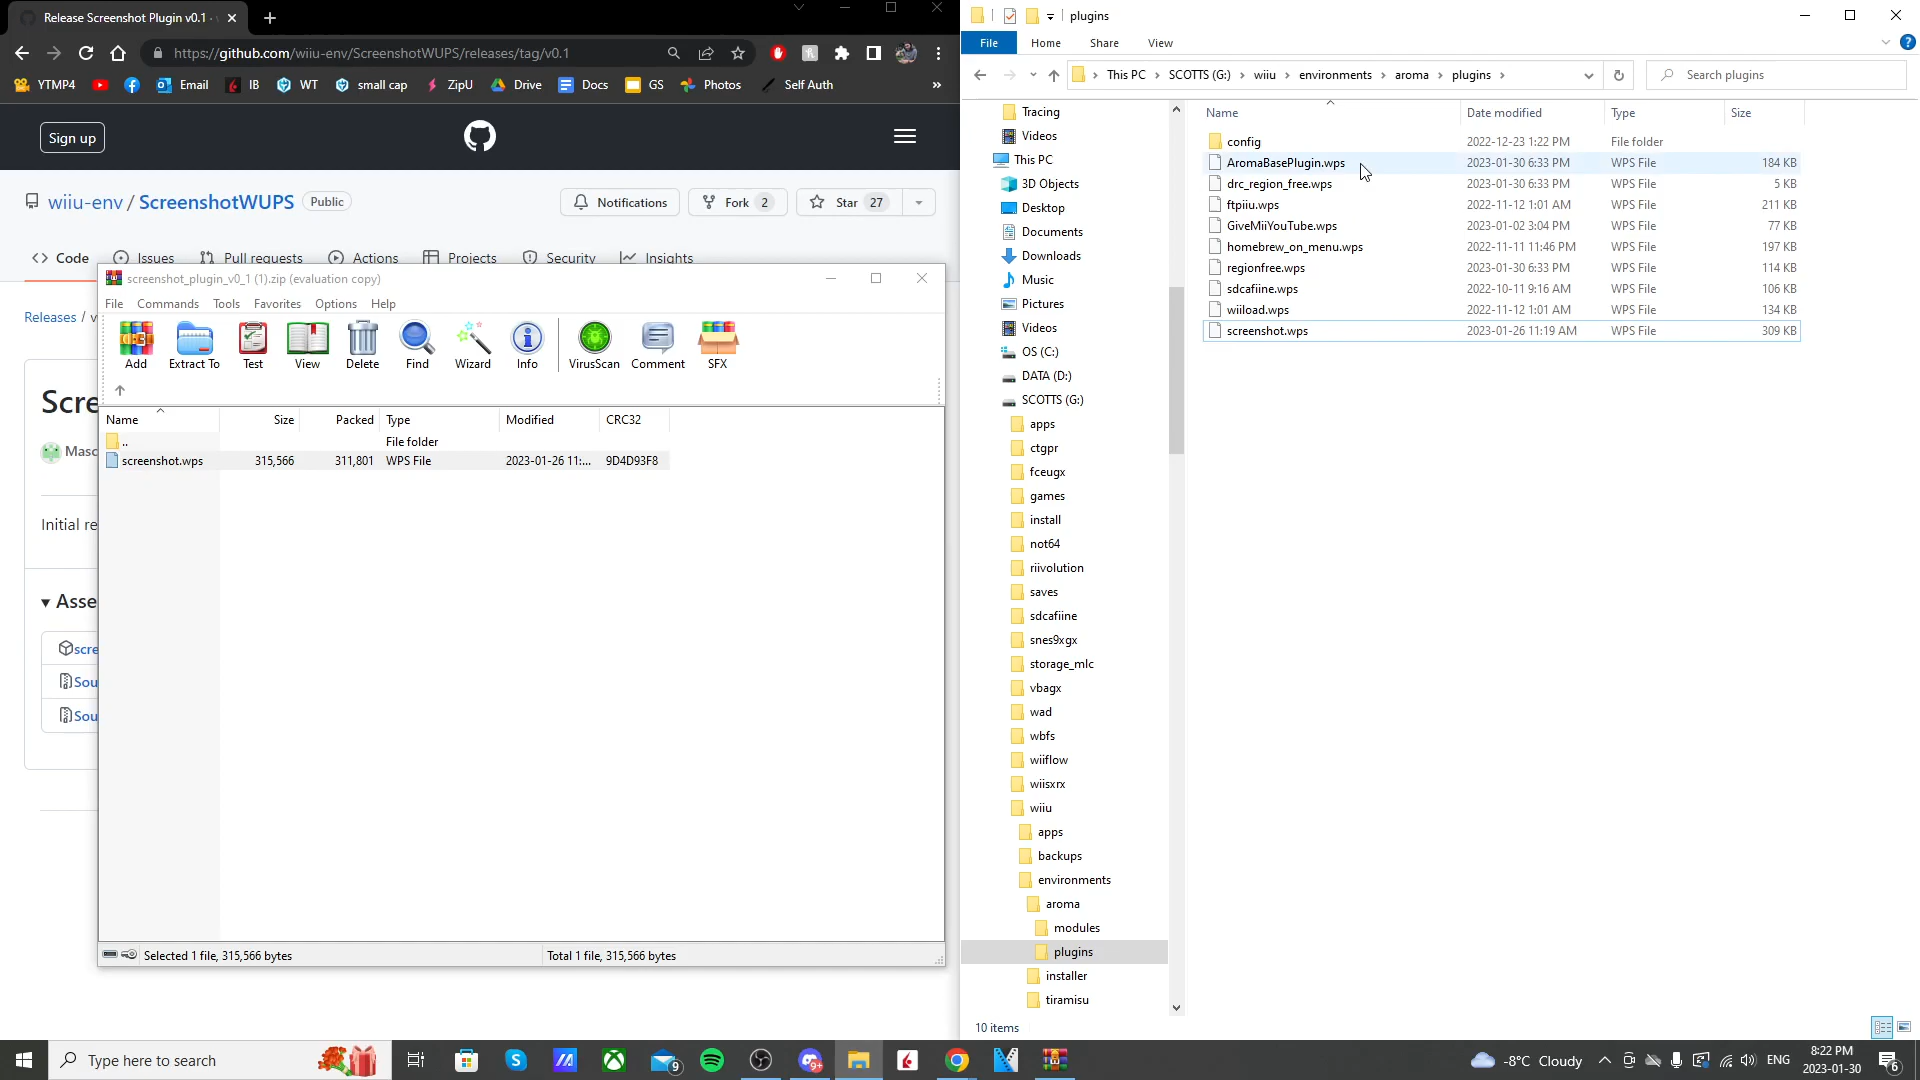 Release Screenshot Plugin v0.1 ·
https://github.com/wiiu-env/ScreenshotWUPS/releases/tag/v0.1
YTMP4
Email
IB
WT
small cap
ZipU
Drive
Docs
GS
Photos
Self Auth
»
Sign up
wiiu-env / ScreenshotWUPS Public
Notifications
Fork 2
Star 27
Code
Issues
Pull requests
Actions
Projects
Security
Insights
Releases / v
Scre
Masc
Initial re
Asse
scre
Sou
Sou
screenshot_plugin_v0_1 (1).zip (evaluation copy)
File Commands Tools Favorites Options Help
Add Extract To Test View Delete Find Wizard Info VirusScan Comment SFX
Name Size Packed Type Modified CRC32
.. File folder
screenshot.wps 315,566 311,801 WPS File 2023-01-26 11:... 9D4D93F8
Selected 1 file, 315,566 bytes
Total 1 file, 315,566 bytes
plugins
File Home Share View
This PC > SCOTTS (G:) > wiiu > environments > aroma > plugins >
Search plugins
Tracing
Videos
This PC
3D Objects
Desktop
Documents
Downloads
Music
Pictures
Videos
OS (C:)
DATA (D:)
SCOTTS (G:)
apps
ctgpr
fceugx
games
install
not64
riivolution
saves
sdcafiine
snes9xgx
storage_mlc
vbagx
wad
wbfs
wiiflow
wiisxrx
wiiu
apps
backups
environments
aroma
modules
plugins
installer
tiramisu
Name Date modified Type Size
config 2022-12-23 1:22 PM File folder
AromaBasePlugin.wps 2023-01-30 6:33 PM WPS File 184 KB
drc_region_free.wps 2023-01-30 6:33 PM WPS File 5 KB
ftpiiu.wps 2022-11-12 1:01 AM WPS File 211 KB
GiveMiiYouTube.wps 2023-01-02 3:04 PM WPS File 77 KB
homebrew_on_menu.wps 2022-11-11 11:46 PM WPS File 197 KB
regionfree.wps 2023-01-30 6:33 PM WPS File 114 KB
sdcafiine.wps 2022-10-11 9:16 AM WPS File 106 KB
wiiload.wps 2022-11-12 1:01 AM WPS File 134 KB
screenshot.wps 2023-01-26 11:19 AM WPS File 309 KB
10 items
Type here to search
9
9+
-8°C Cloudy
ENG
8:22 PM
2023-01-30
6